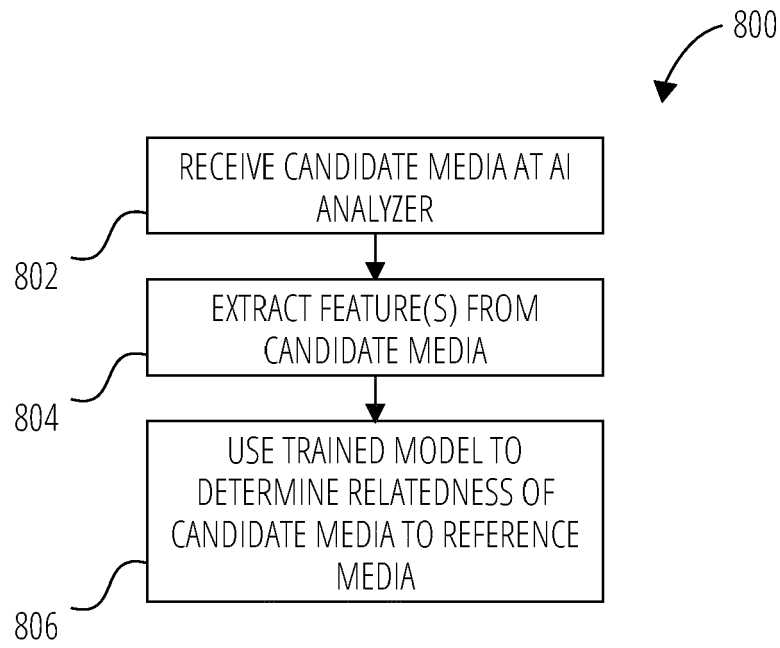 800
RECEIVE CANDIDATE MEDIA AT AI
ANALYZER
802
EXTRACT FEATURE(S) FROM
CANDIDATE MEDIA
804
USE TRAINED MODEL TO
DETERMINE RELATEDNESS OF
CANDIDATE MEDIA TO REFERENCE
MEDIA
806